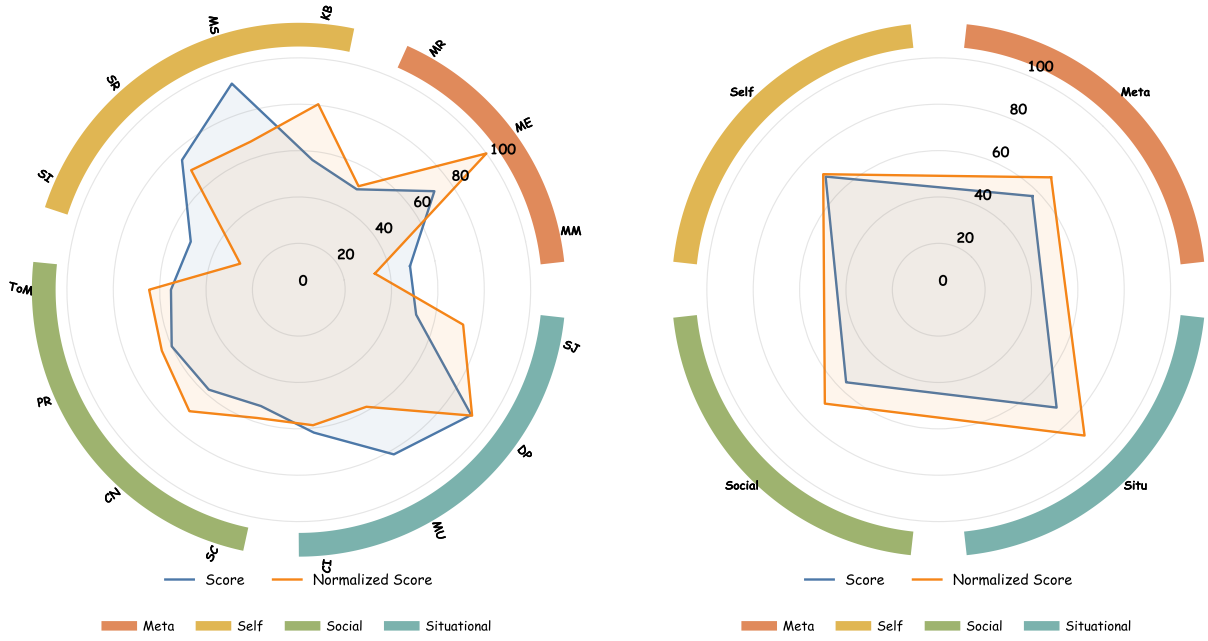 KB
MS
MR
SR
ME
SI
MM
ToM
SJ
PR
DP
CN
MU
SC
CI
100
80
60
40
20
0
Score
Normalized Score
Meta
Self
Social
Situational
Self
Meta
Social
Situ
100
80
60
40
20
0
Score
Normalized Score
Meta
Self
Social
Situational